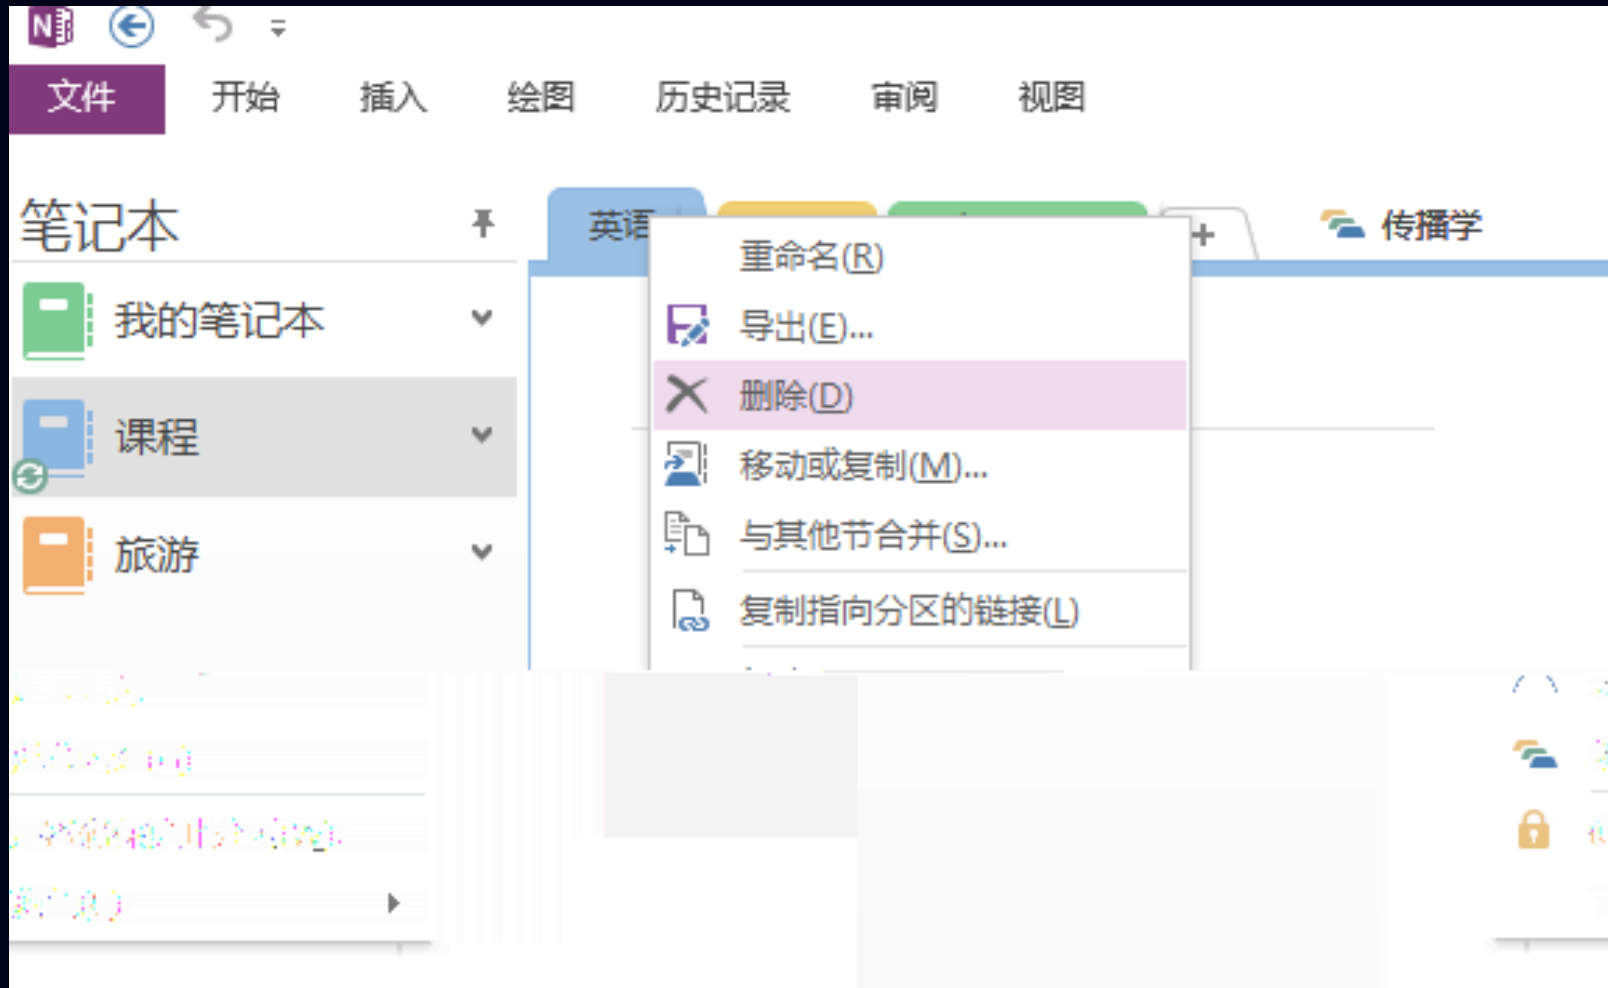 文件 开始 插入 绘图 历史记录 审阅 视图
笔记本
英语
传播学
我的笔记本
课程
旅游
重命名(R)
导出(E)...
删除(D)
移动或复制(M)...
与其他节合并(S)...
复制指向分区的链接(L)